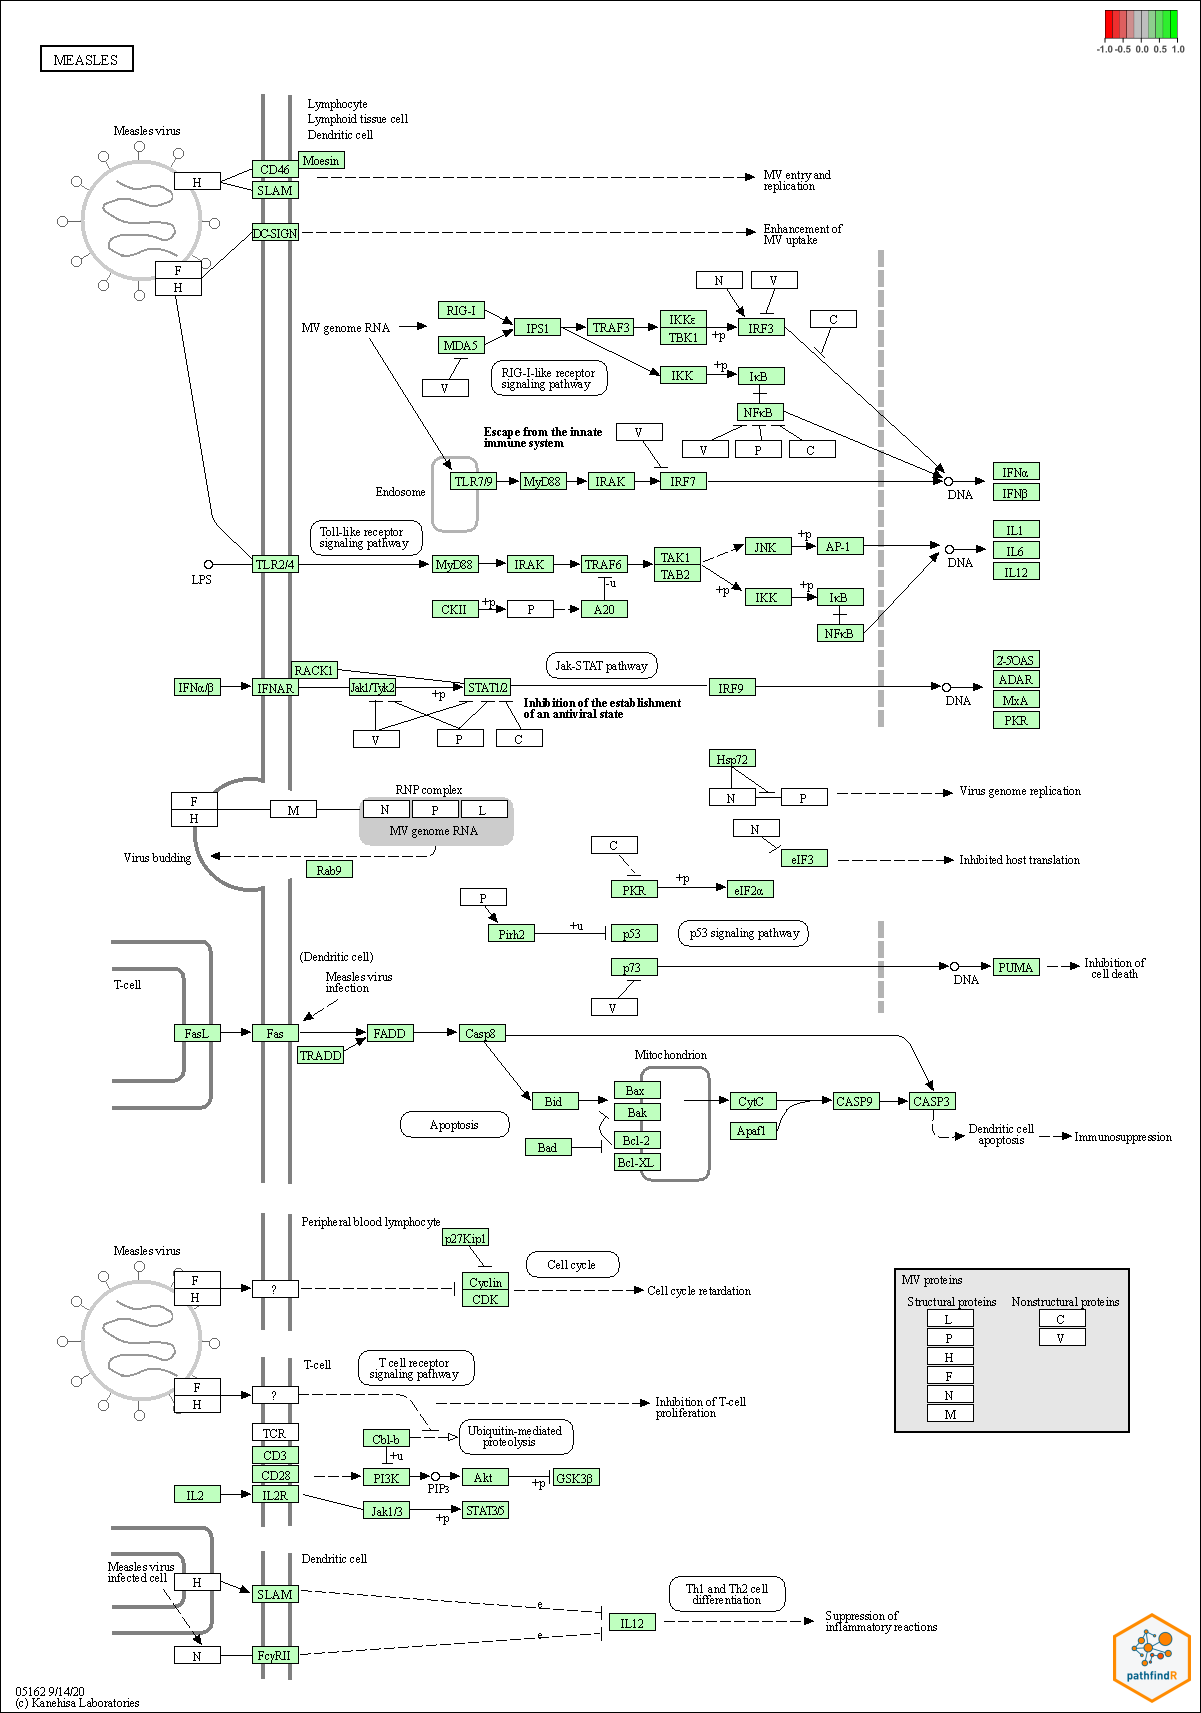 -1.0 -0.5 0.0 0.5 1.0
MEASLES
Lymphocyte
Lymphoid tissue cell
Dendritic cell
Measles virus
Moesin
CD46
H
SLAM
MV entry and
replication
DC-SIGN
Enhancement of
MV uptake
F
H
N
V
RIG-I
C
IKKε
MV genome RNA
IPS1
TRAF3
IRF3
TBK1
+p
MDA5
RIG-I-like receptor
signaling pathway
IKK
+p
IκB
V
NFκB
Escape from the innate
immune system
V
V
P
C
TLR7/9
MyD88
IRAK
IRF7
IFNα
Endosome
DNA
IFNβ
Toll-like receptor
signaling pathway
IL1
+p
JNK
AP-1
IL6
LPS
TLR2/4
MyD88
IRAK
TRAF6
TAK1
TAB2
DNA
IL12
-u
+p
+p
CKII
+p
P
A20
IKK
IκB
NFκB
RACK1
Jak-STAT pathway
2-5OAS
IFNα/β
IFNAR
Jak1/Tyk2
+p
STAT1/2
IRF9
DNA
ADAR
MxA
PKR
Inhibition of the establishment
of an antiviral state
V
P
C
Hsp72
RNP complex
F
H
M
N
P
L
MV genome RNA
N
P
Virus genome replication
N
Virus budding
Rab9
C
eIF3
Inhibited host translation
PKR
+p
eIF2α
P
Pirh2
+u
p53
p53 signaling pathway
T-cell
(Dendritic cell)
Measles virus
infection
p73
DNA
PUMA
Inhibition of
cell death
V
FasL
Fas
FADD
Casp8
TRADD
Mitochondrion
Bid
Bax
Bak
CytC
CASP9
CASP3
Apoptosis
Bad
Bcl-2
Bcl-XL
Apaf1
Dendritic cell
apoptosis
Immunosuppression
Peripheral blood lymphocyte
p27Kip1
Measles virus
F
H
?
Cyclin
CDK
Cell cycle
Cell cycle retardation
MV proteins
Structural proteins
Nonstructural proteins
L
C
P
V
H
F
N
M
T-cell
T cell receptor
signaling pathway
F
H
?
Inhibition of T-cell
proliferation
TCR
Cbl-b
Ubiquitin-mediated
proteolysis
CD3
+u
CD28
PI3K
PIP3
Akt
+p
GSK3β
IL2
IL2R
Jak1/3
+p
STAT3/5
Dendritic cell
Measles virus
infected cell
H
SLAM
e
Th1 and Th2 cell
differentiation
IL12
Suppression of
inflammatory reactions
e
N
FcγRII
pathfindR
05162 9/14/20
(c) Kanehisa Laboratories